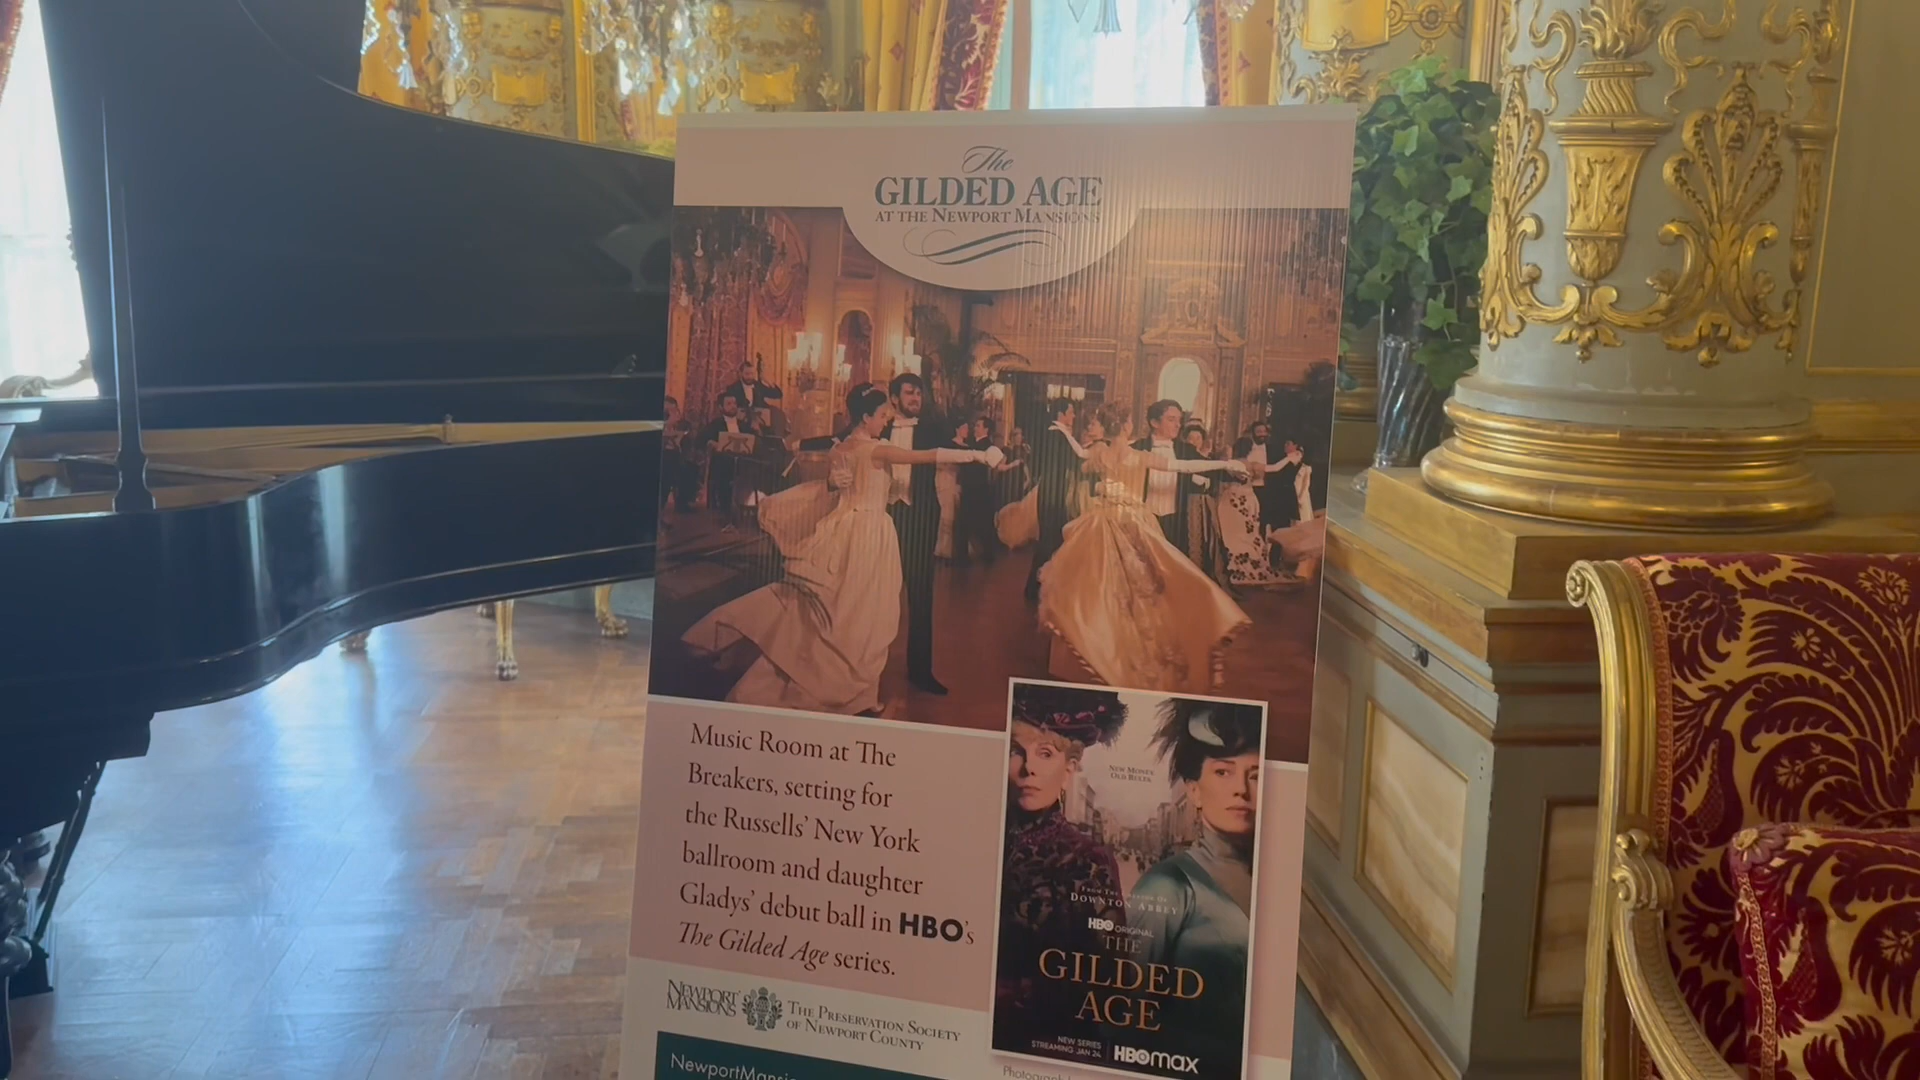 The
GILDED AGE
AT THE NEWPORT MANSIONS
Music Room at The
Breakers, setting for
the Russells' New York
ballroom and daughter
Gladys' debut ball in HBO's
The Gilded Age series.
NEWPORT
MANSIONS
THE PRESERVATION SOCIETY
OF NEWPORT COUNTY
NEW MONEY.
OLD RULES.
DOWNTON ABBEY
HBO ORIGINAL
THE
GILDED
AGE
NEW SERIES
STREAMING JAN 24
HBOmax